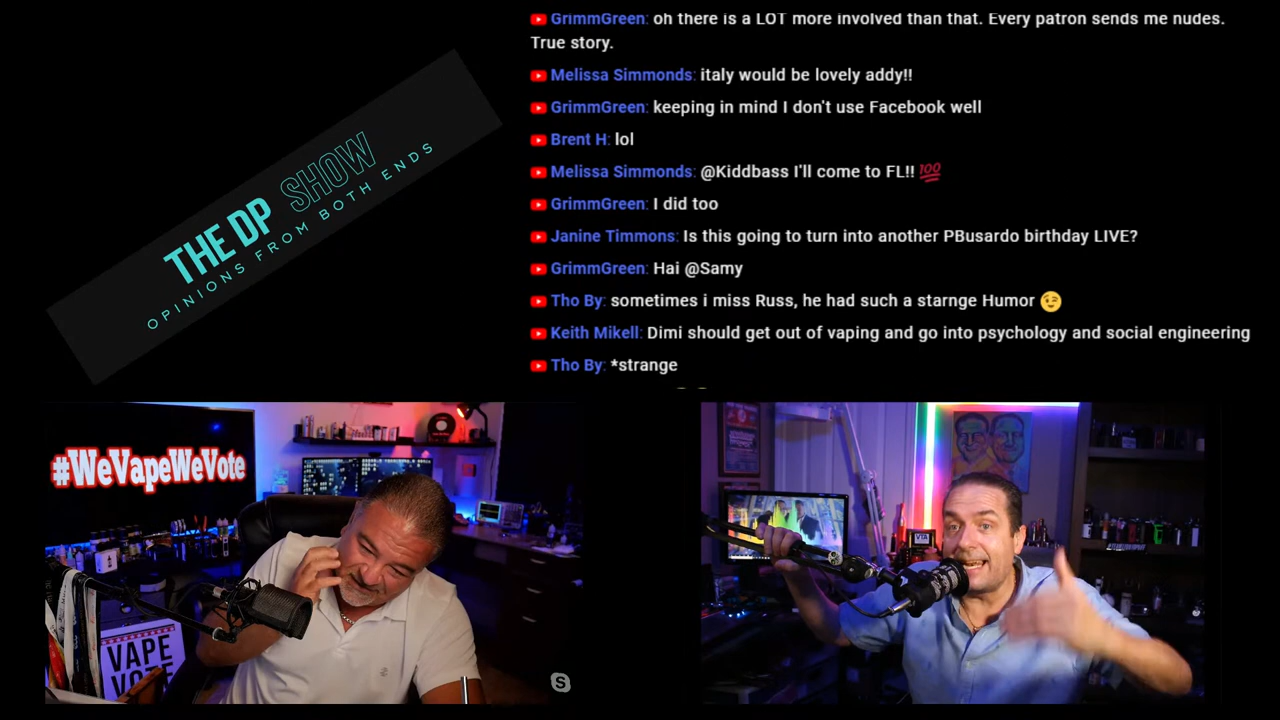 GrimmGreen: oh there is a LOT more involved than that. Every patron sends me nudes.
True story.
Melissa Simmonds: italy would be lovely addy!!
GrimmGreen: keeping in mind I don't use Facebook well
Brent H: lol
Melissa Simmonds: @Kiddbass I'll come to FL!! 💯
GrimmGreen: I did too
Janine Timmons: Is this going to turn into another PBusardo birthday LIVE?
GrimmGreen: Hai @Samy
Tho By: sometimes i miss Russ, he had such a starnge Humor 😉
Keith Mikell: Dimi should get out of vaping and go into psychology and social engineering
Tho By: *strange
THE DP SHOW
OPINIONS FROM BOTH ENDS
#WeVapeWeVote
VAPE
VOTE
S